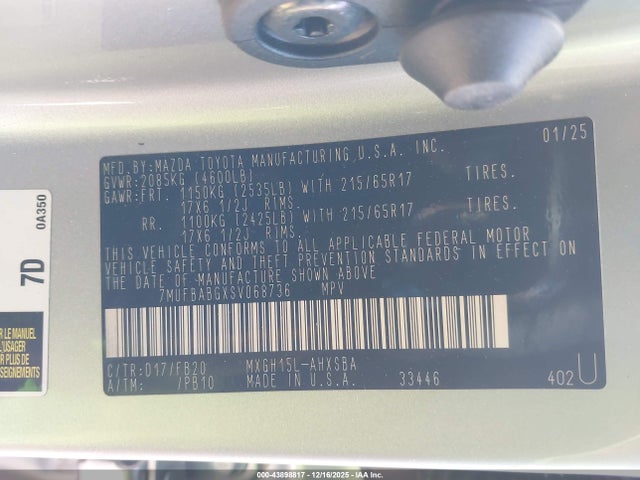 MFD.BY:MAZDA TOYOTA MANUFACTURING U.S.A. INC. 01/25
GVWR:2085KG (4600LB)
GAWR:FRT. 1150KG (2535LB) WITH 215/65R17 TIRES.
17X6 1/2J RIMS.
RR. 1100KG (2425LB) WITH 215/65R17 TIRES.
17X6 1/2J RIMS.
THIS VEHICLE CONFORMS TO ALL APPLICABLE FEDERAL MOTOR
VEHICLE SAFETY AND THEFT PREVENTION STANDARDS IN EFFECT ON
THE DATE OF MANUFACTURE SHOWN ABOVE.
7MUFBABGXSV068736 MPV
C/TR:D17/FB20 MXGH15L-AHXSBA
A/TM: /PB10 MADE IN U.S.A. 33446 402U
7D 0A350
R LE MANUEL
L'USAGER
PLUS DE
43898817 - 12/16/2025 - IAA Inc.